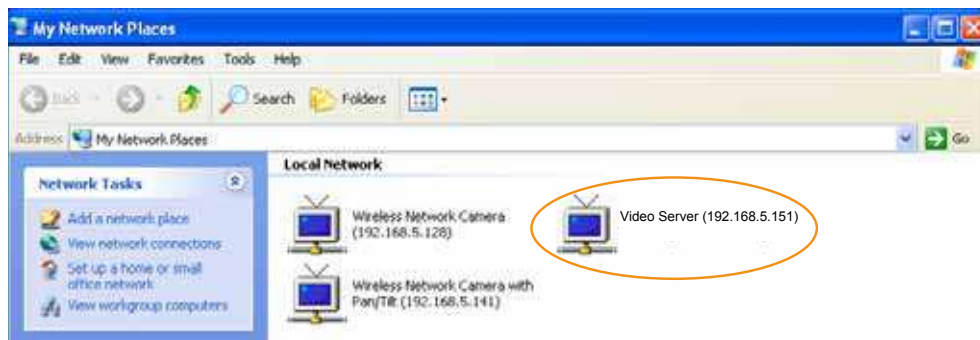 My Network Places
File Edit View Favorites Tools Help
Back Search Folders
Address My Network Places Go
Local Network
Network Tasks
Add a network place
View network connections
Set up a home or small
office network
View workgroup computers
Wireless Network Camera
(192.168.5.128)
Video Server (192.168.5.151)
Wireless Network Camera with
Pan/Tilt (192.168.5.141)